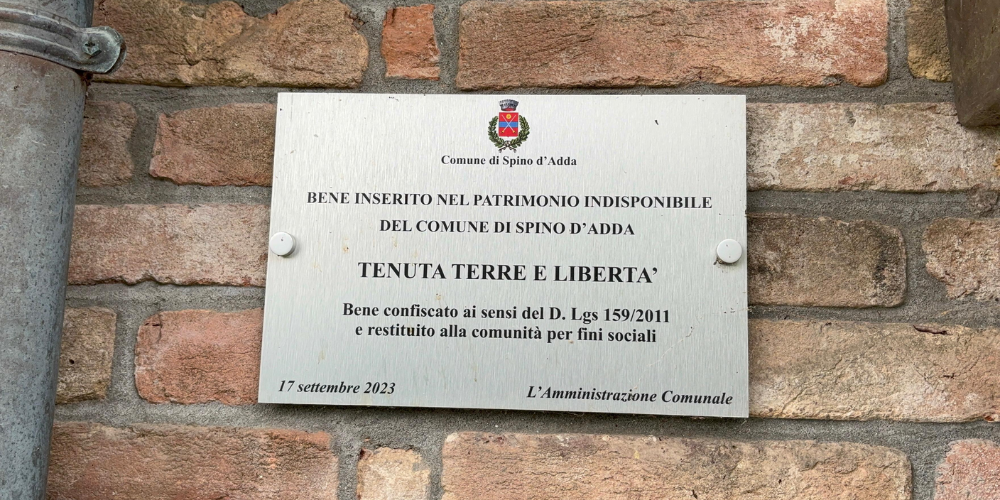 Comune di Spino d'Adda
BENE INSERITO NEL PATRIMONIO INDISPONIBILE
DEL COMUNE DI SPINO D'ADDA
TENUTA TERRE E LIBERTA'
Bene confiscato ai sensi del D. Lgs 159/2011
e restituito alla comunità per fini sociali
17 settembre 2023
L'Amministrazione Comunale